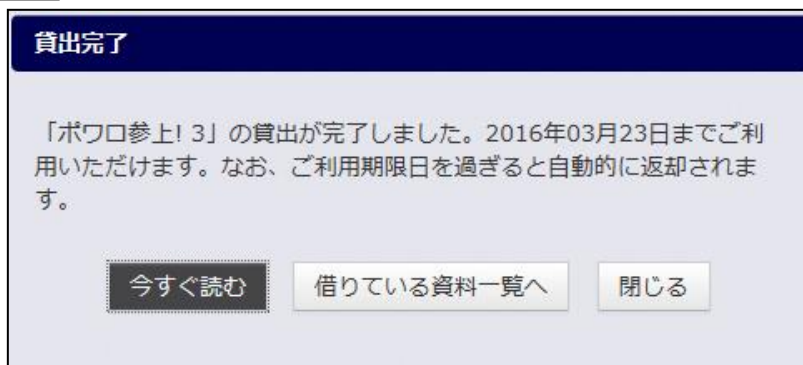 貸出完了
「ポワロ参上! 3」の貸出が完了しました。2016年03月23日までご利
用いただけます。なお、ご利用期限日を過ぎると自動的に返却されま
す。
今すぐ読む 借りている資料一覧へ 閉じる